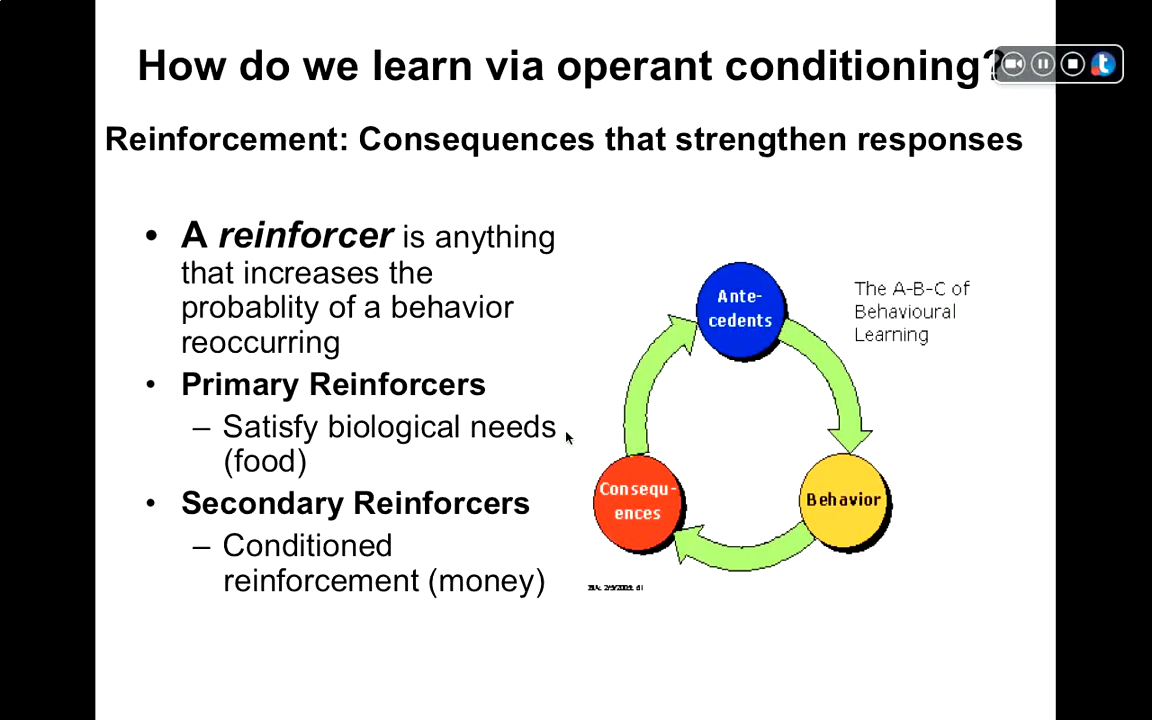 How do we learn via operant conditioning?
Reinforcement: Consequences that strengthen responses
• A reinforcer is anything
that increases the
probablity of a behavior
reoccurring
• Primary Reinforcers
– Satisfy biological needs
(food)
• Secondary Reinforcers
– Conditioned
reinforcement (money)
Ante-
cedents
The A-B-C of
Behavioural
Learning
Consequ-
ences
Behavior